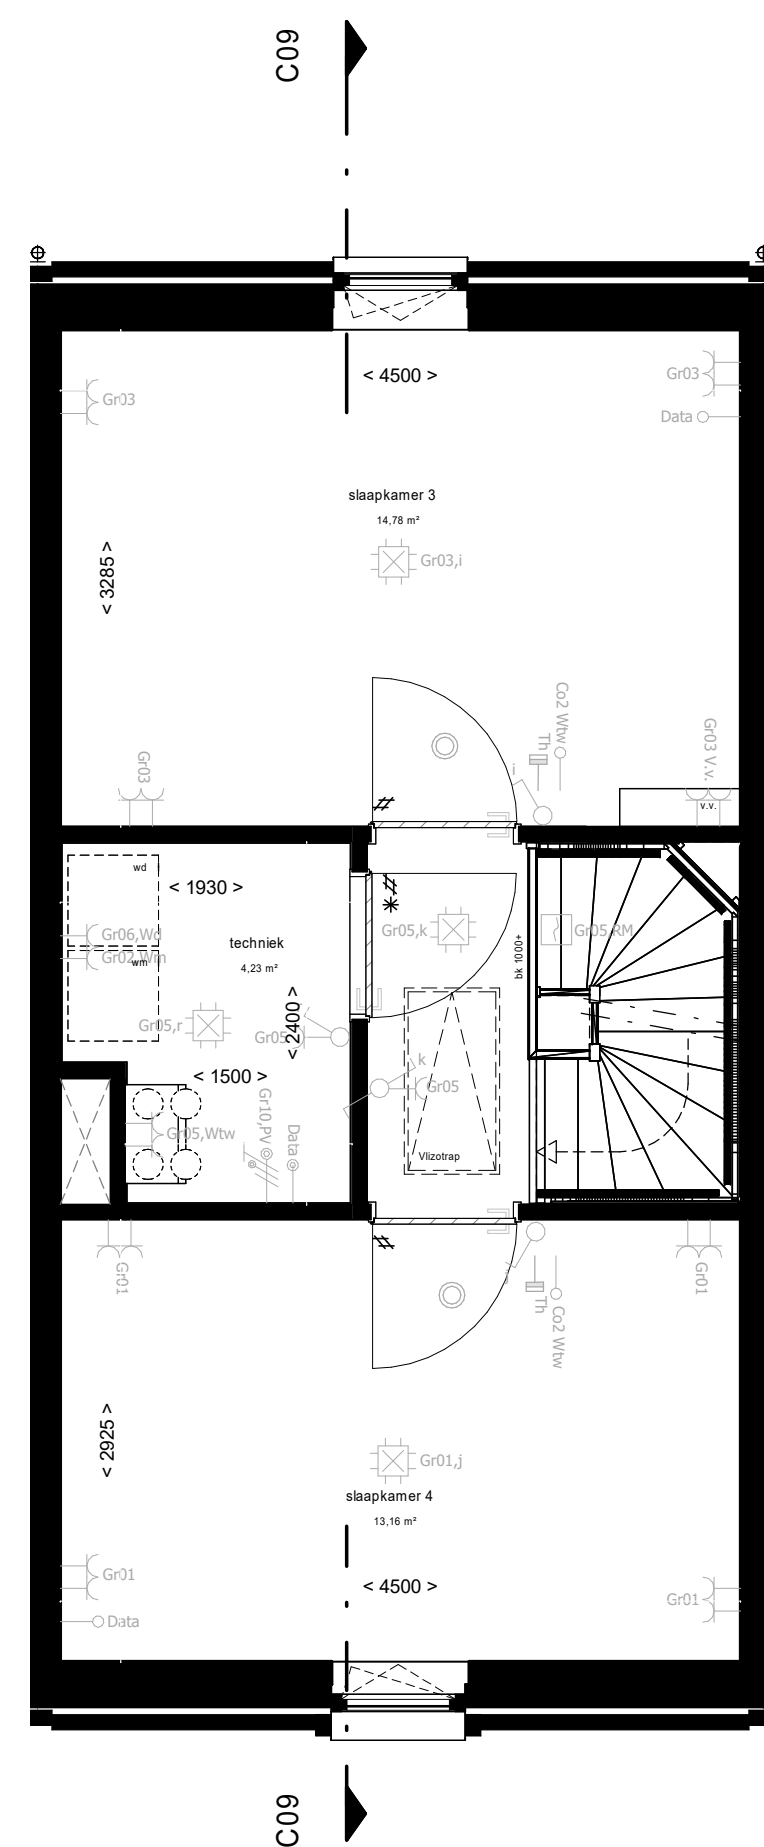 C09
< 4500 >
Gr03
Gr03
Data
slaapkamer 3
14,78 m²
Gr03,i
< 3285 >
Co2 Wtw
Th
i
Gr03
Gr03 V.v.
v.v.
wd
< 1930 >
Gr06,Wd
Gr02,Wm
wm
techniek
4,23 m²
Gr05,k
bk 1000+
Gr05,RM
Gr05,r
Gr05
< 2400 >
< 1500 >
k
Gr05
Gr05,Wtw
Gr10,PV
Data
Vlizotrap
Gr01
Gr01
Th
Co2 Wtw
< 2925 >
Gr01,j
slaapkamer 4
13,16 m²
Gr01
< 4500 >
Gr01
Data
C09